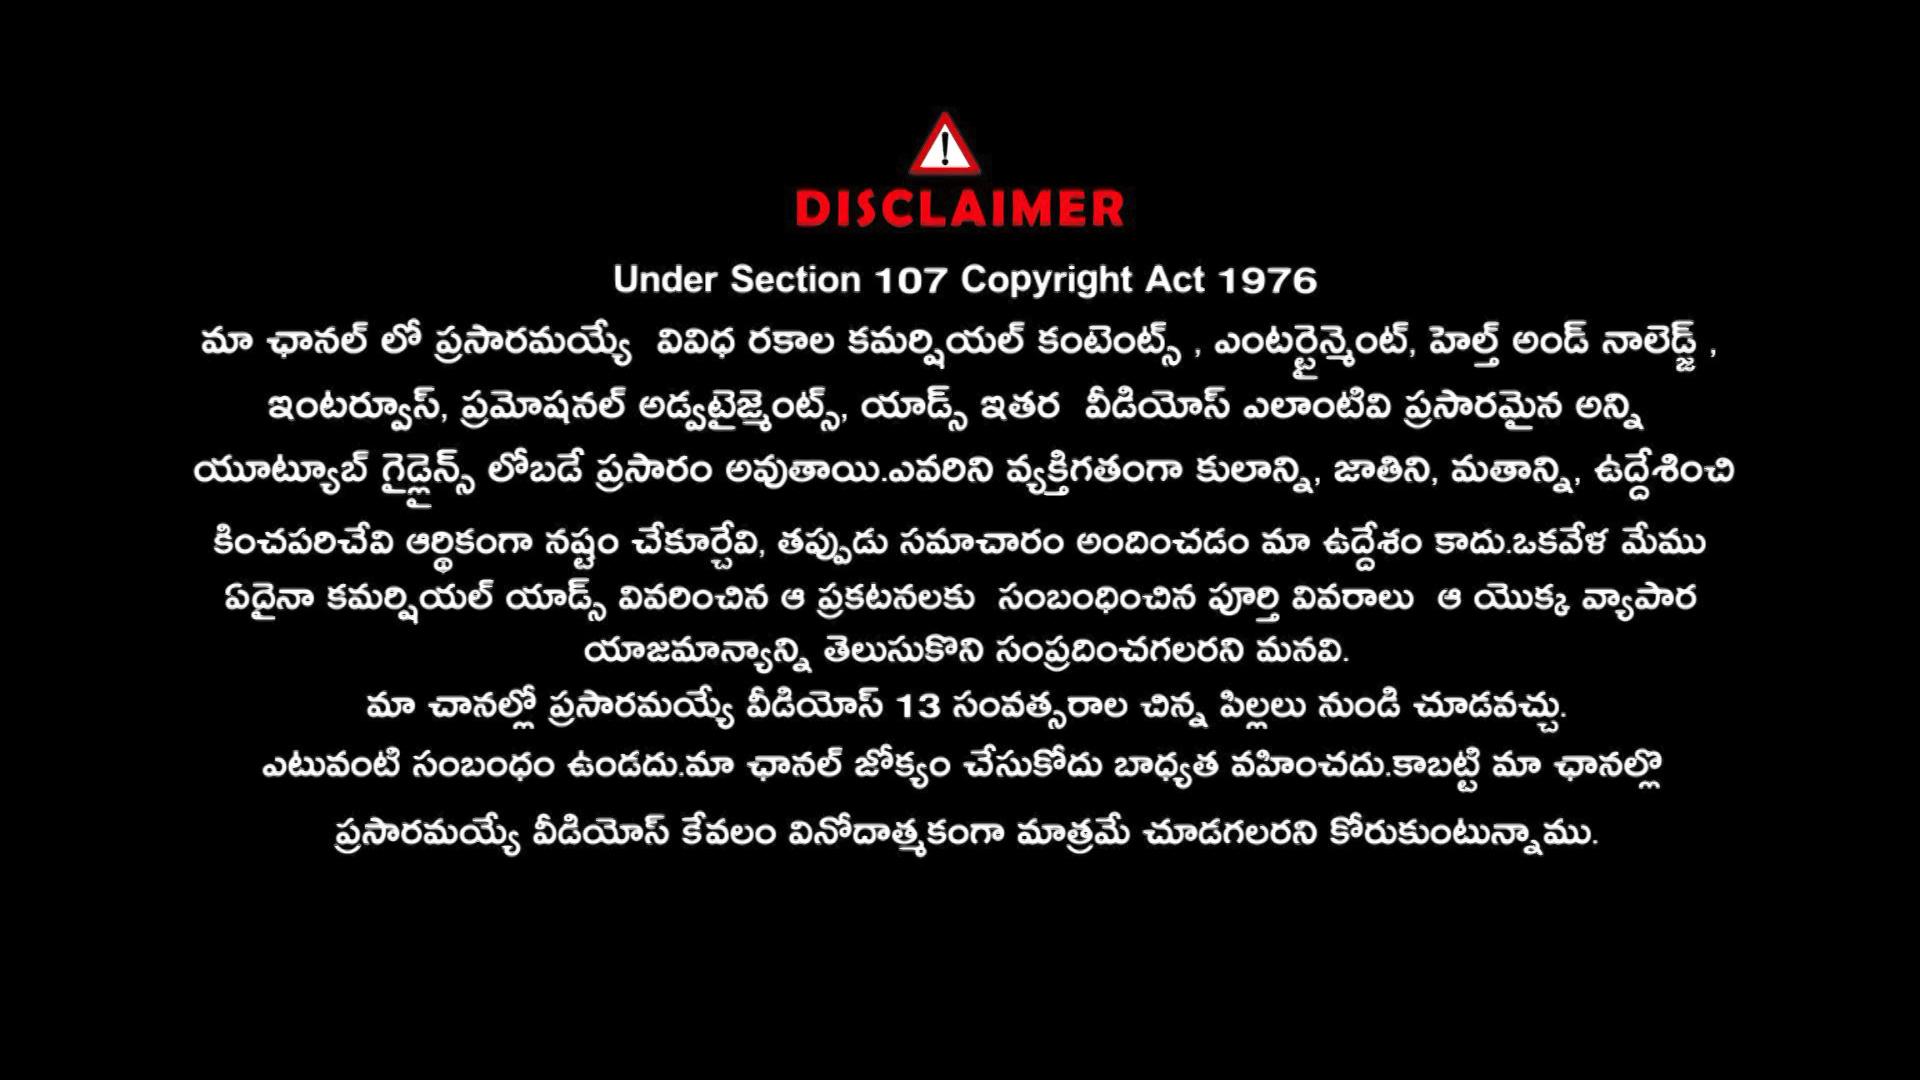 DISCLAIMER
Under Section 107 Copyright Act 1976
మా ఛానల్ లో ప్రసారమయ్యే వివిధ రకాల కమర్షియల్ కంటెంట్స్ , ఎంటర్టైన్మెంట్, హెల్త్ అండ్ నాలెడ్జ్ ,
ఇంటర్వూస్, ప్రమోషనల్ అడ్వటైజ్మెంట్స్, యాడ్స్ ఇతర వీడియోస్ ఎలాంటివి ప్రసారమైన అన్ని
యూట్యూబ్ గైడ్లైన్స్ లోబడే ప్రసారం అవుతాయి.ఎవరిని వ్యక్తిగతంగా కులాన్ని, జాతిని, మతాన్ని, ఉద్దేశించి
కించపరిచేవి ఆర్థికంగా నష్టం చేకూర్చేవి, తప్పుడు సమాచారం అందించడం మా ఉద్దేశం కాదు.ఒకవేళ మేము
ఏదైనా కమర్షియల్ యాడ్స్ వివరించిన ఆ ప్రకటనలకు సంబంధించిన పూర్తి వివరాలు ఆ యొక్క వ్యాపార
యాజమాన్యాన్ని తెలుసుకొని సంప్రదించగలరని మనవి.
మా చానల్లో ప్రసారమయ్యే వీడియోస్ 13 సంవత్సరాల చిన్న పిల్లలు నుండి చూడవచ్చు.
ఎటువంటి సంబంధం ఉండదు.మా ఛానల్ జోక్యం చేసుకోదు బాధ్యత వహించదు.కాబట్టి మా ఛానల్లొ
ప్రసారమయ్యే వీడియోస్ కేవలం వినోదాత్మకంగా మాత్రమే చూడగలరని కోరుకుంటున్నాము.